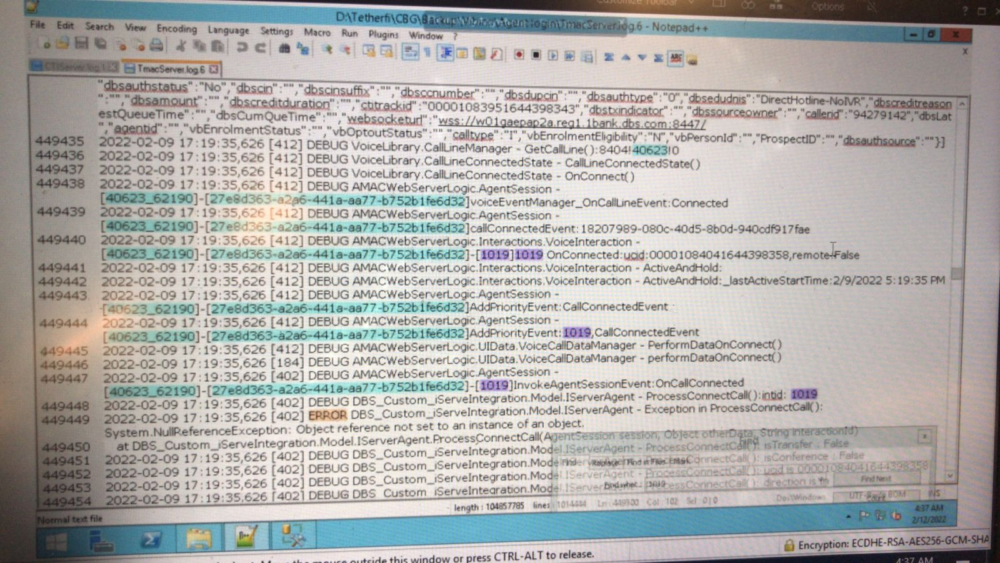 Options
D:\Tetherfi\CBG\Backup\Vibina\Agent login\TmacServer.log.6 - Notepad++
File Edit Search View Encoding Language Settings Macro Run Plugins Window ?
CTIServer.log.1 TmacServer.log.6
"dbsauthstatus":"No","dbscin":"","dbscinsuffix":"","dbsccnumber":"","dbsdupcin":"","dbsauthtype":"0","dbsedudnis":"DirectHotline-NoIVR","dbscreditreason
":"","dbsamount":"","dbscreditduration":"","ctitrackid":"00001083951644398343","dbstxindicator":"","dbssourceowner":"","callerid":"94279142","dbsLat
estQueueTime":"","dbsCumQueTime":"","websocketurl":"wss://w01gaepap2a.reg1.1bank.dbs.com:8447/
","agentid":"","vbEnrolmentStatus":"","vbOptoutStatus":"","calltype":"I","vbEnrolmentEligibility":"N","vbPersonId":"","ProspectID":"","dbsauthsource":""}]
449435 2022-02-09 17:19:35,626 [412] DEBUG VoiceLibrary.CallLineManager - GetCallLine():8404!40623!0
449436 2022-02-09 17:19:35,626 [412] DEBUG VoiceLibrary.CallLineConnectedState - CallLineConnectedState()
449437 2022-02-09 17:19:35,626 [412] DEBUG VoiceLibrary.CallLineConnectedState - OnConnect()
449438 2022-02-09 17:19:35,626 [412] DEBUG AMACWebServerLogic.AgentSession -
[40623_62190]-[27e8d363-a2a6-441a-aa77-b752b1fe6d32]voiceEventManager_OnCallLineEvent:Connected
449439 2022-02-09 17:19:35,626 [412] DEBUG AMACWebServerLogic.AgentSession -
[40623_62190]-[27e8d363-a2a6-441a-aa77-b752b1fe6d32]callConnectedEvent:18207989-080c-40d5-8b0d-940cdf917fae
449440 2022-02-09 17:19:35,626 [412] DEBUG AMACWebServerLogic.Interactions.VoiceInteraction -
[40623_62190]-[27e8d363-a2a6-441a-aa77-b752b1fe6d32]-[1019]1019 OnConnected:ucid:00001084041644398358,remote:False
449441 2022-02-09 17:19:35,626 [412] DEBUG AMACWebServerLogic.Interactions.VoiceInteraction - ActiveAndHold:
449442 2022-02-09 17:19:35,626 [412] DEBUG AMACWebServerLogic.Interactions.VoiceInteraction - ActiveAndHold:_lastActiveStartTime:2/9/2022 5:19:35 PM
449443 2022-02-09 17:19:35,626 [412] DEBUG AMACWebServerLogic.AgentSession -
[40623_62190]-[27e8d363-a2a6-441a-aa77-b752b1fe6d32]AddPriorityEvent:CallConnectedEvent
449444 2022-02-09 17:19:35,626 [412] DEBUG AMACWebServerLogic.AgentSession -
[40623_62190]-[27e8d363-a2a6-441a-aa77-b752b1fe6d32]AddPriorityEvent:1019,CallConnectedEvent
449445 2022-02-09 17:19:35,626 [412] DEBUG AMACWebServerLogic.UIData.VoiceCallDataManager - PerformDataOnConnect()
449446 2022-02-09 17:19:35,626 [184] DEBUG AMACWebServerLogic.UIData.VoiceCallDataManager - performDataOnConnect()
449447 2022-02-09 17:19:35,626 [402] DEBUG AMACWebServerLogic.AgentSession -
[40623_62190]-[27e8d363-a2a6-441a-aa77-b752b1fe6d32]-[1019]InvokeAgentSessionEvent:OnCallConnected
449448 2022-02-09 17:19:35,626 [402] DEBUG DBS_Custom_iServeIntegration.Model.IServerAgent - ProcessConnectCall():intid: 1019
449449 2022-02-09 17:19:35,626 [402] ERROR DBS_Custom_iServeIntegration.Model.IServerAgent - Exception in ProcessConnectCall():
System.NullReferenceException: Object reference not set to an instance of an object.
449450 at DBS_Custom_iServeIntegration.Model.IServerAgent.ProcessConnectCall(AgentSession session, Object otherData, String interactionId)
449451 2022-02-09 17:19:35,626 [402] DEBUG DBS_Custom_iServeIntegration.Model.IServerAgent - ProcessConnectCall(): isTransfer : False
449452 2022-02-09 17:19:35,626 [402] DEBUG DBS_Custom_iServeIntegration.Mode ConnectCall(): isConference : False
449453 2022-02-09 17:19:35,626 [402] DEBUG DBS_Custom_iServeIntegration.Model.IServerAgent - ProcessConnectCall(): ucid is 00001084041644398358
449454 2022-02-09 17:19:35,626 [402] DEBUG DBS_Custom_iServeIntegration.Model.IServerAgent ProcessConnectCall(): direction is In
Find
Find Replace Find in Files Mark
Find what : 1019 Find Next
Count
Normal text file length : 104857785 lines : 1014444 Ln : 449900 Col : 102 Sel : 0 | 0 Dos\Windows UTF-8 w/o BOM INS
4:37 AM
2/12/2022
Encryption: ECDHE-RSA-AES256-GCM-SHA
the mouse outside this window or press CTRL-ALT to release.
4:37 AM